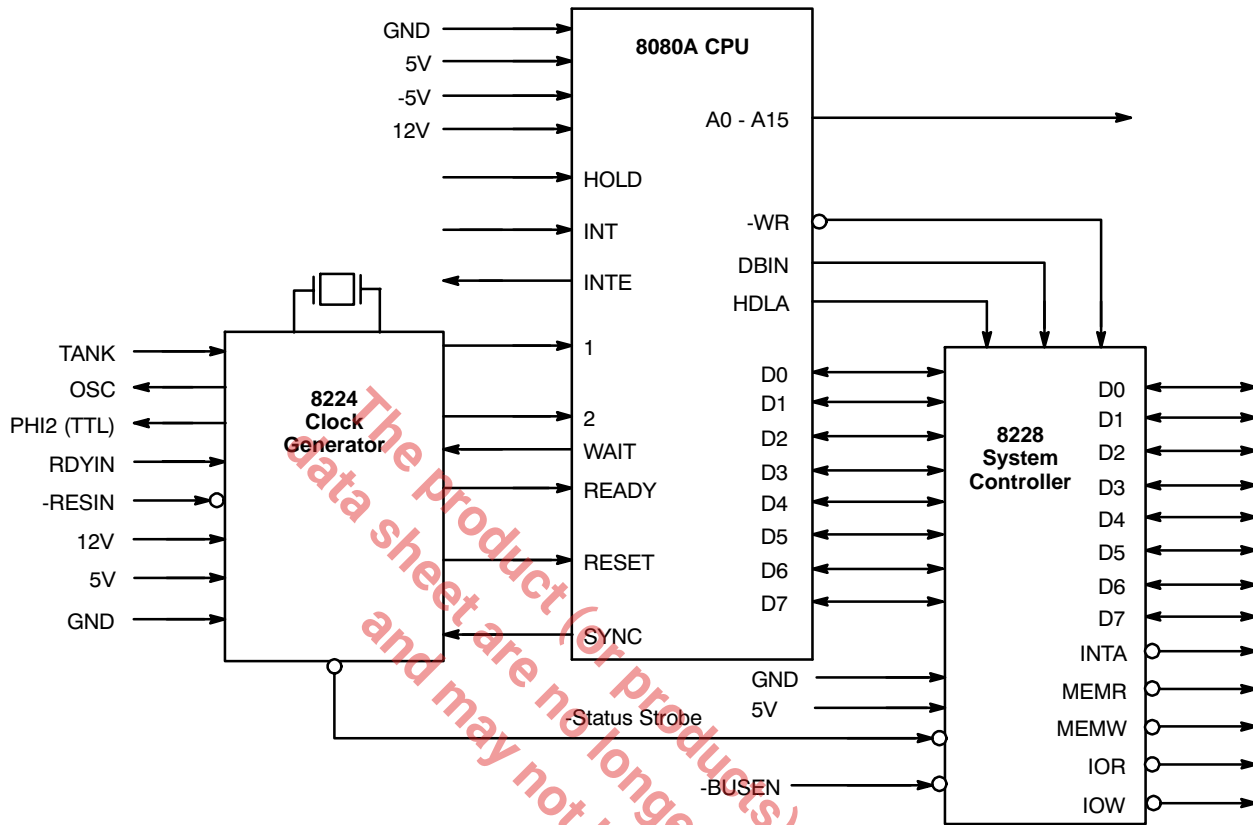 GND
5V
-5V
12V
8080A CPU
A0 - A15
HOLD
INT
INTE
-WR
DBIN
HDLA
1
2
WAIT
READY
RESET
SYNC
D0
D1
D2
D3
D4
D5
D6
D7
TANK
OSC
PHI2 (TTL)
RDYIN
-RESIN
12V
5V
GND
8224
Clock
Generator
8228
System
Controller
D0
D1
D2
D3
D4
D5
D6
D7
INTA
MEMR
MEMW
IOR
IOW
GND
5V
-Status Strobe
-BUSEN
The product (or products)
data sheet are no longe
and may not